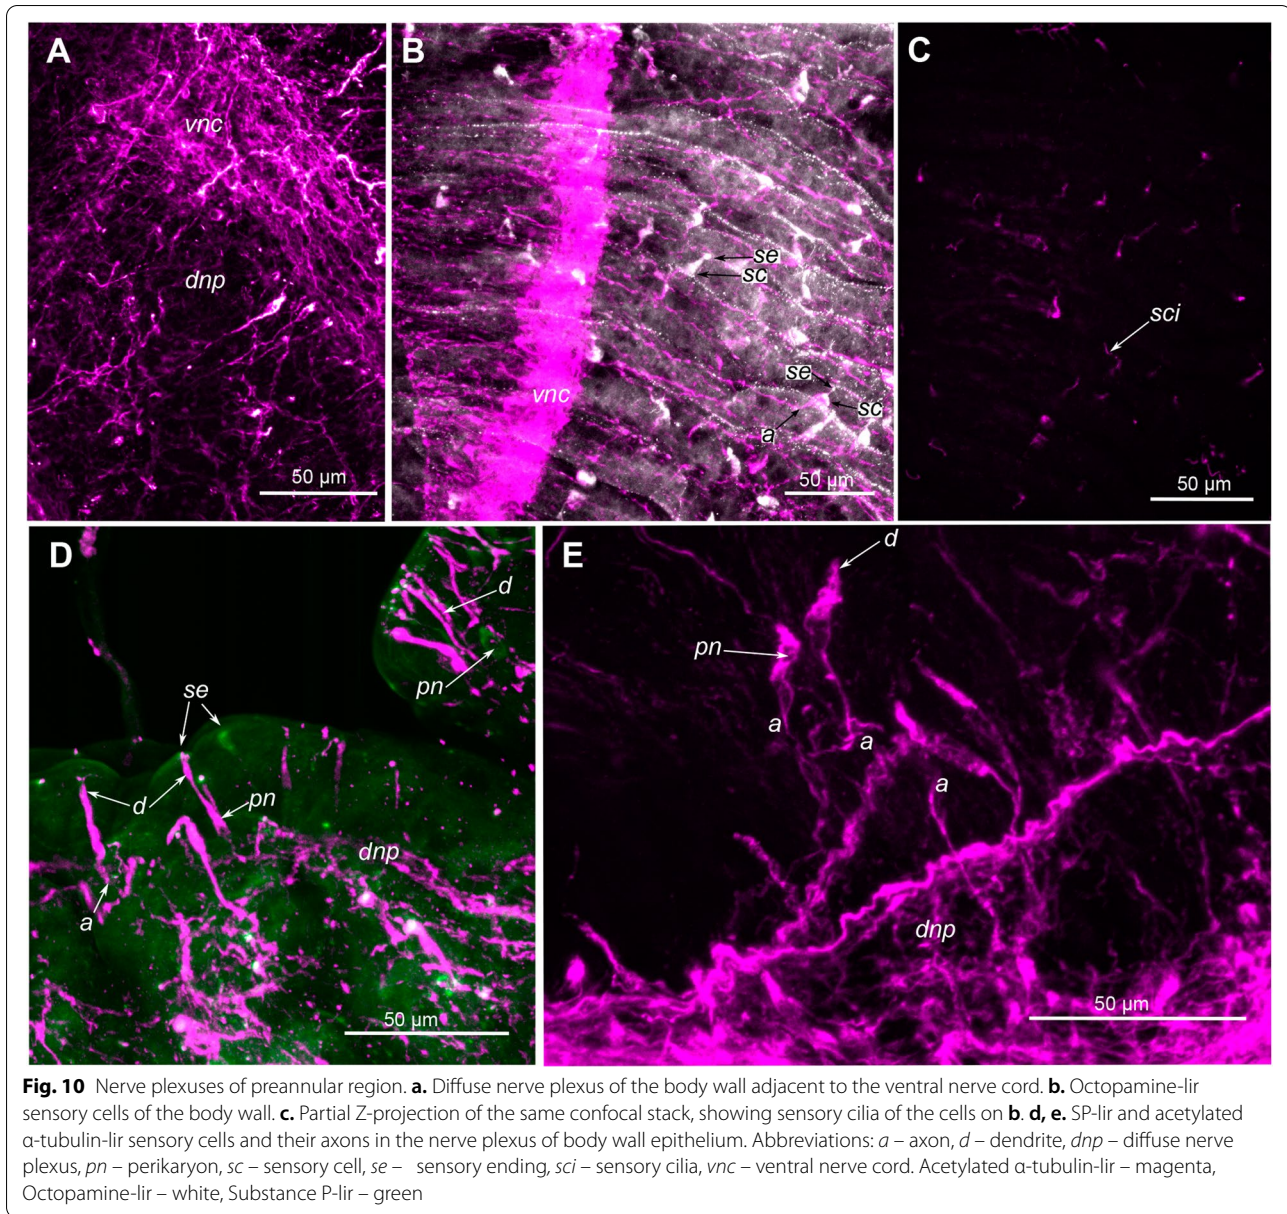 A
vnc
dnp
50 µm
B
se
sc
se
sc
a
vnc
50 µm
C
sci
50 µm
D
d
pn
se
d
pn
dnp
a
50 µm
E
d
pn
a
a
a
dnp
50 µm
Fig. 10 Nerve plexuses of preannular region. a. Diffuse nerve plexus of the body wall adjacent to the ventral nerve cord. b. Octopamine-lir
sensory cells of the body wall. c. Partial Z-projection of the same confocal stack, showing sensory cilia of the cells on b. d, e. SP-lir and acetylated
α-tubulin-lir sensory cells and their axons in the nerve plexus of body wall epithelium. Abbreviations: a – axon, d – dendrite, dnp – diffuse nerve
plexus, pn – perikaryon, sc – sensory cell, se – sensory ending, sci – sensory cilia, vnc – ventral nerve cord. Acetylated α-tubulin-lir – magenta,
Octopamine-lir – white, Substance P-lir – green